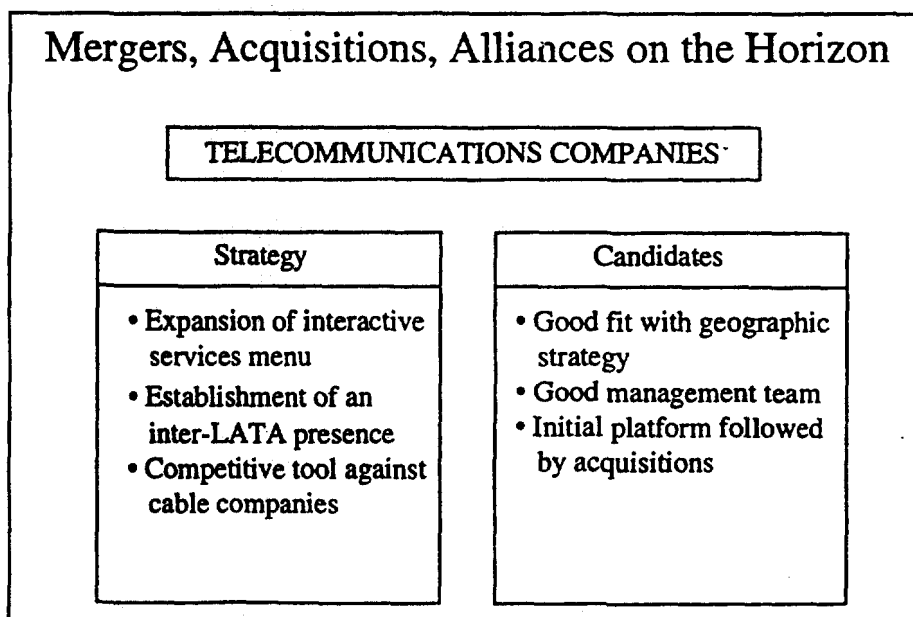 Mergers, Acquisitions, Alliances on the Horizon
TELECOMMUNICATIONS COMPANIES
Strategy
• Expansion of interactive
services menu
• Establishment of an
inter-LATA presence
• Competitive tool against
cable companies
Candidates
• Good fit with geographic
strategy
• Good management team
• Initial platform followed
by acquisitions